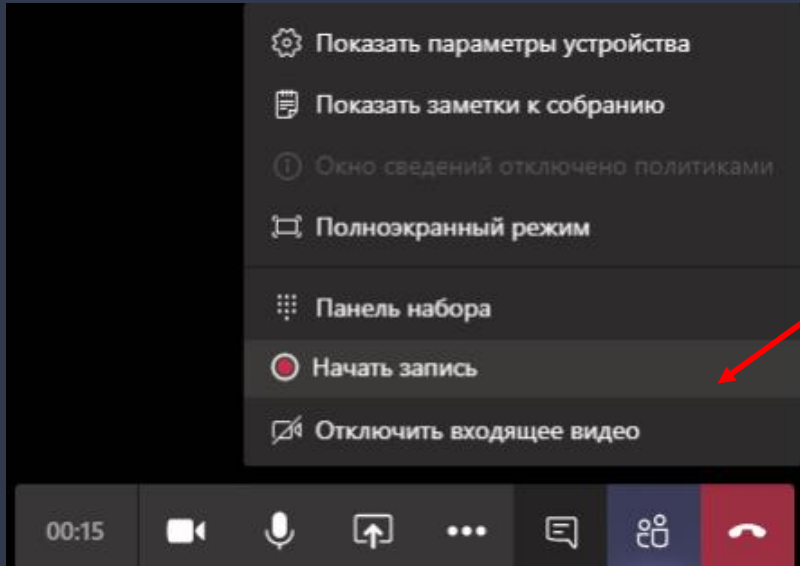 Показать параметры устройства
Показать заметки к собранию
Окно сведений отключено политиками
Полноэкранный режим
Панель набора
Начать запись
Отключить входящее видео
00:15